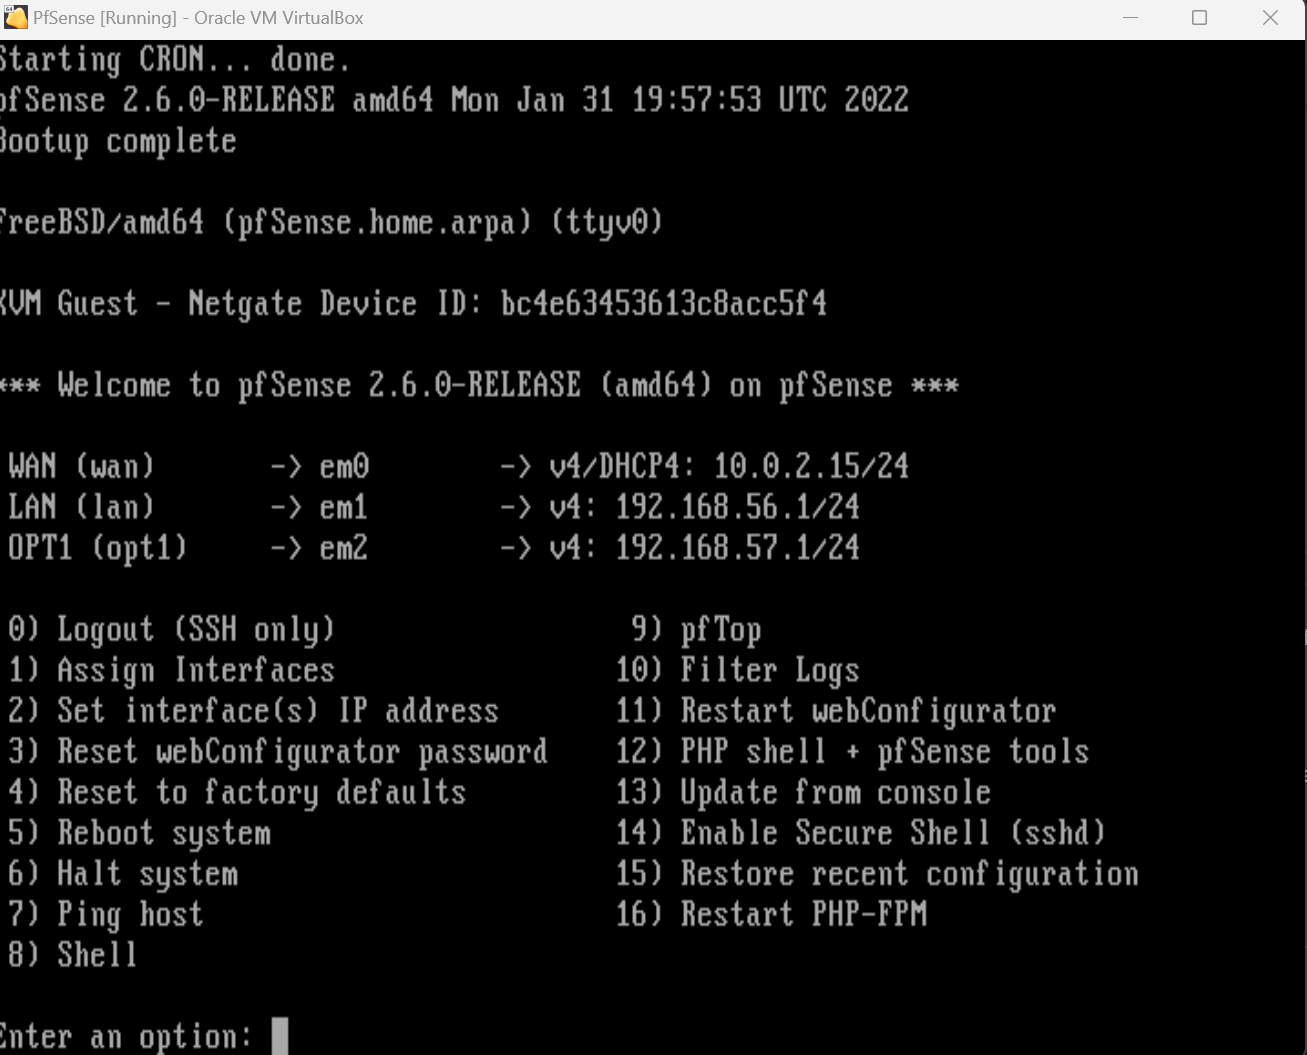 PfSense [Running] - Oracle VM VirtualBox
Starting CRON... done.
pfSense 2.6.0-RELEASE amd64 Mon Jan 31 19:57:53 UTC 2022
Bootup complete
FreeBSD/amd64 (pfSense.home.arpa) (ttyv0)
KVM Guest - Netgate Device ID: bc4e63453613c8acc5f4
*** Welcome to pfSense 2.6.0-RELEASE (amd64) on pfSense ***
WAN (wan) -> em0 -> v4/DHCP4: 10.0.2.15/24
LAN (lan) -> em1 -> v4: 192.168.56.1/24
OPT1 (opt1) -> em2 -> v4: 192.168.57.1/24
0) Logout (SSH only) 9) pfTop
1) Assign Interfaces 10) Filter Logs
2) Set interface(s) IP address 11) Restart webConfigurator
3) Reset webConfigurator password 12) PHP shell + pfSense tools
4) Reset to factory defaults 13) Update from console
5) Reboot system 14) Enable Secure Shell (sshd)
6) Halt system 15) Restore recent configuration
7) Ping host 16) Restart PHP-FPM
8) Shell
Enter an option: